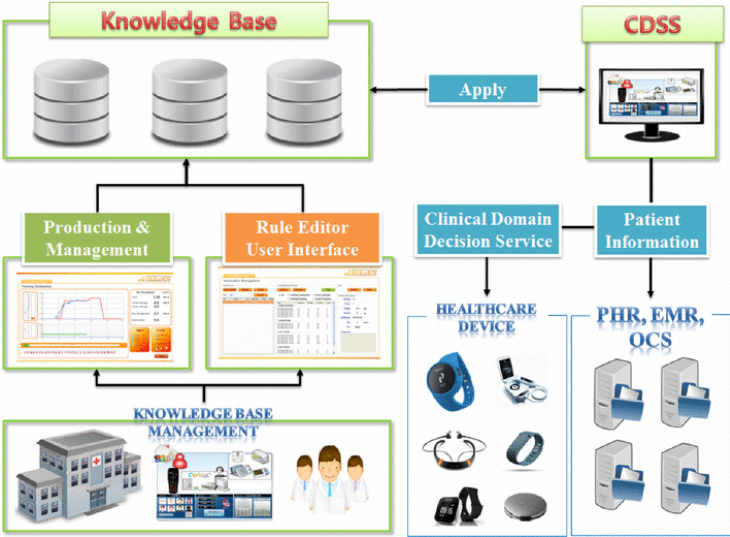 Knowledge Base
CDSS
Apply
Production &
Management
Rule Editor
User Interface
Clinical Domain
Decision Service
Patient
Information
HEALTHCARE
DEVICE
PHR, EMR,
OCS
KNOWLEDGE BASE
MANAGEMENT